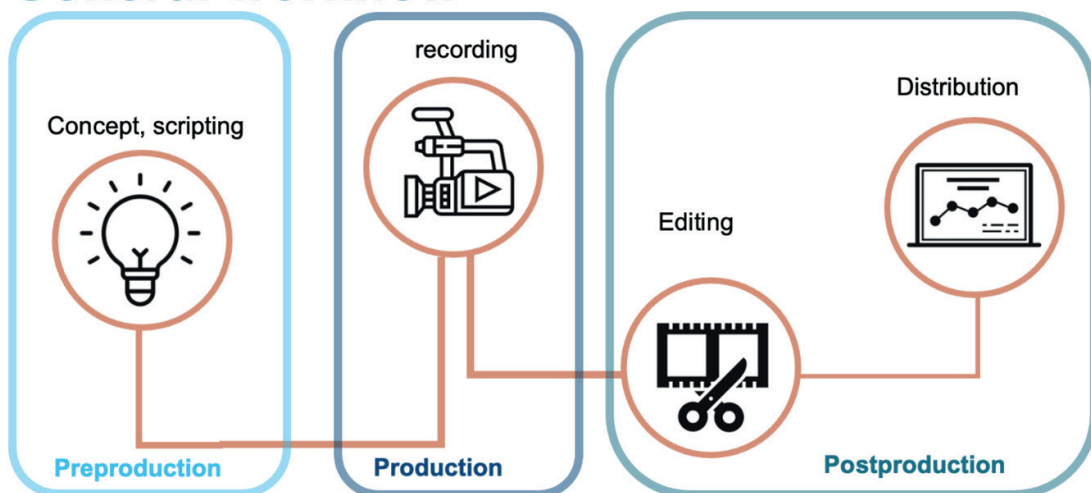 recording
Distribution
Concept, scripting
Editing
Preproduction
Production
Postproduction